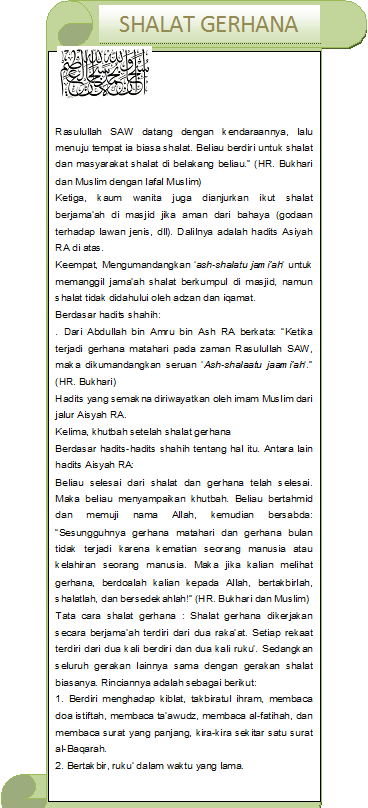 SHALAT GERHANA
Rasulullah SAW datang dengan kendaraannya, lalu
menuju tempat ia biasa shalat. Beliau berdiri untuk shalat
dan masyarakat shalat di belakang beliau.” (HR. Bukhari
dan Muslim dengan lafal Muslim)
Ketiga, kaum wanita juga dianjurkan ikut shalat
berjama'ah di masjid jika aman dari bahaya (godaan
terhadap lawan jenis, dll). Dalilnya adalah hadits Asiyah
RA di atas.
Keempat, Mengumandangkan ‘ash-shalatu jami'ah’ untuk
memanggil jama'ah shalat berkumpul di masjid, namun
shalat tidak didahului oleh adzan dan iqamat.
Berdasar hadits shahih:
. Dari Abdullah bin Amru bin Ash RA berkata: “Ketika
terjadi gerhana matahari pada zaman Rasulullah SAW,
maka dikumandangkan seruan ‘Ash-shalaatu jaami'ah’.”
(HR. Bukhari)
Hadits yang semakna diriwayatkan oleh imam Muslim dari
jalur Aisyah RA.
Kelima, khutbah setelah shalat gerhana
Berdasar hadits-hadits shahih tentang hal itu. Antara lain
hadits Aisyah RA:
Beliau selesai dari shalat dan gerhana telah selesai.
Maka beliau menyampaikan khutbah. Beliau bertahmid
dan memuji nama Allah, kemudian bersabda:
“Sesungguhnya gerhana matahari dan gerhana bulan
tidak terjadi karena kematian seorang manusia atau
kelahiran seorang manusia. Maka jika kalian melihat
gerhana, berdoalah kalian kepada Allah, bertakbirlah,
shalatlah, dan bersedekahlah!” (HR. Bukhari dan Muslim)
Tata cara shalat gerhana : Shalat gerhana dikerjakan
secara berjama'ah terdiri dari dua raka'at. Setiap rekaat
terdiri dari dua kali berdiri dan dua kali ruku'. Sedangkan
seluruh gerakan lainnya sama dengan gerakan shalat
biasanya. Rinciannya adalah sebagai berikut:
1. Berdiri menghadap kiblat, takbiratul ihram, membaca
doa istiftah, membaca ta'awudz, membaca al-fatihah, dan
membaca surat yang panjang, kira-kira sekitar satu surat
al-Baqarah.
2. Bertakbir, ruku' dalam waktu yang lama.